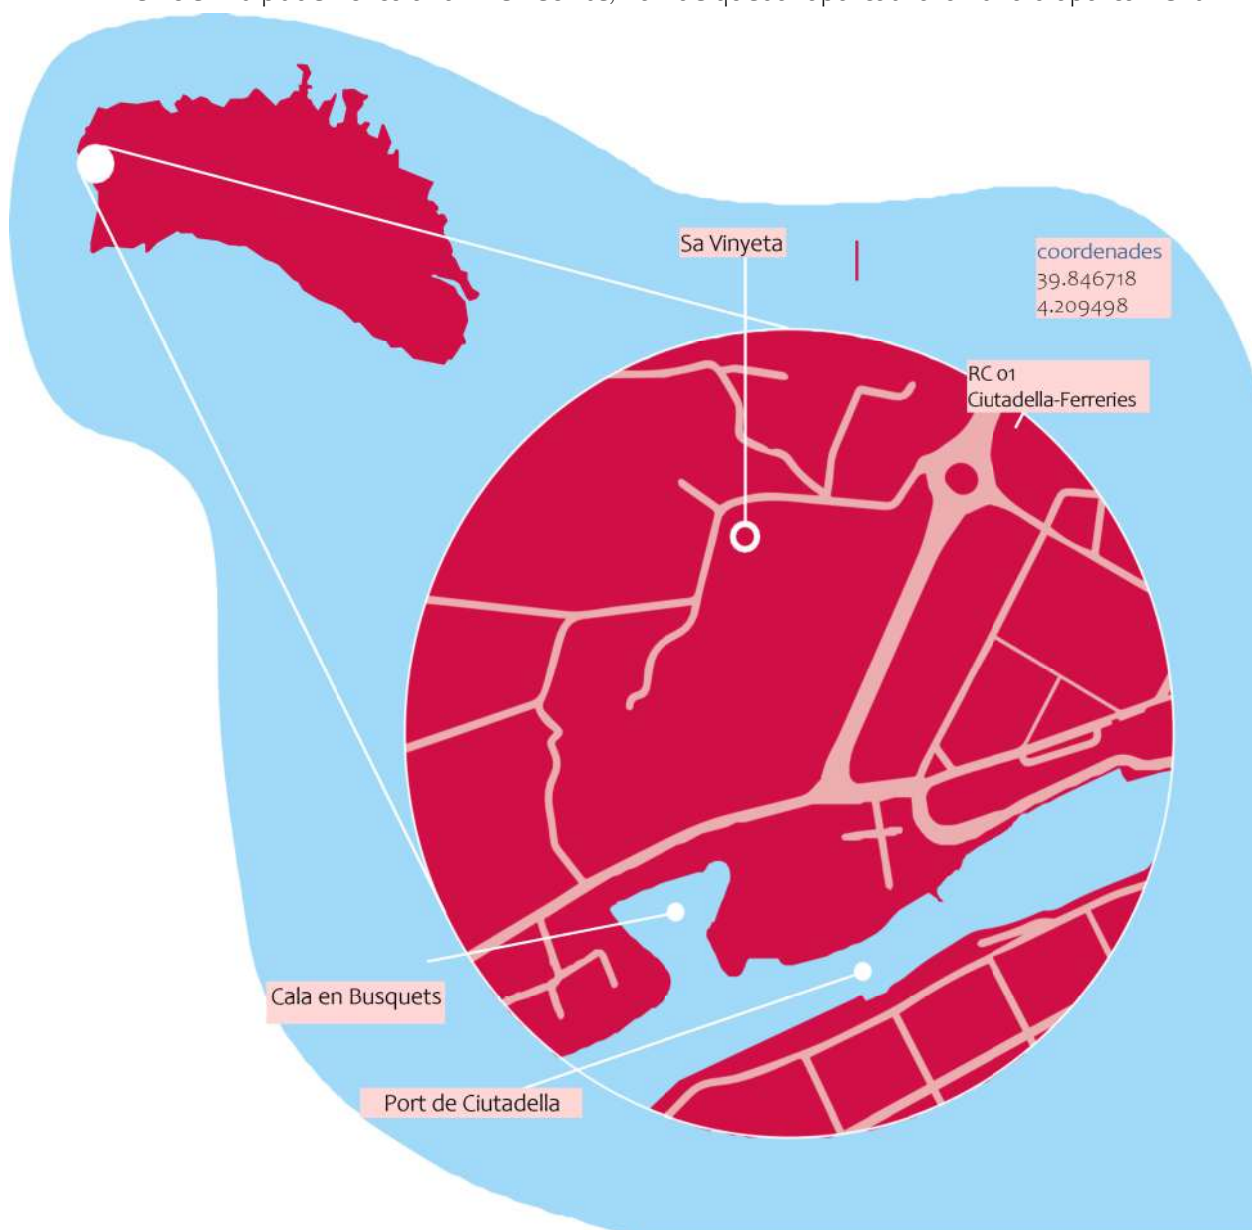 Sa Vinyeta
coordenades
39.846718
4.209498
RC 01
Ciutadella-Ferreries
Cala en Busquets
Port de Ciutadella